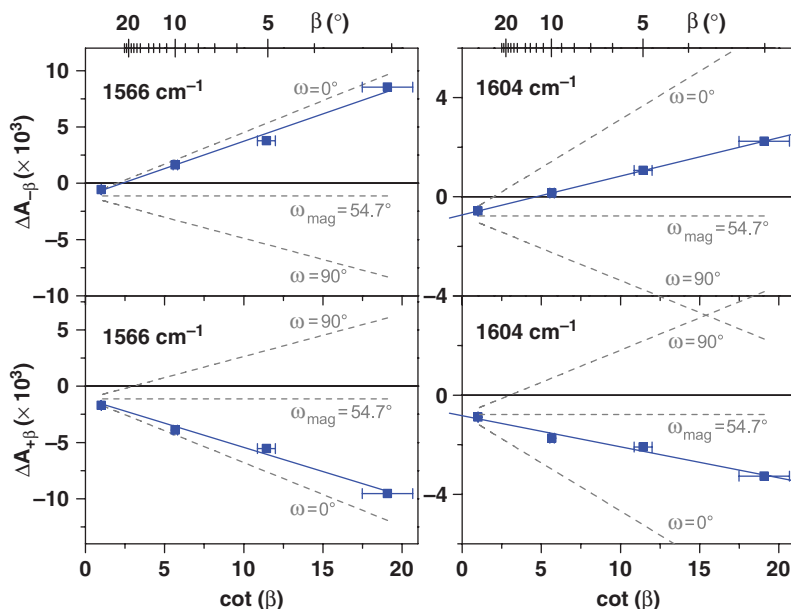 20 10 5 β (°) 20 10 5 β (°)
10 1566 cm⁻¹ ω=0° 1604 cm⁻¹ ω=0°
5 4
0 0
−5 ω_mag=54.7° ω_mag=54.7°
−10 ω=90° −4 ω=90°
ΔA₋β (× 10³)
5 1566 cm⁻¹ ω=90° 1604 cm⁻¹ ω=90°
0 0
−5 ω_mag=54.7° ω_mag=54.7°
−10 ω=0° −4 ω=0°
ΔA₊β (× 10³)
0 5 10 15 20 0 5 10 15 20
cot (β) cot (β)